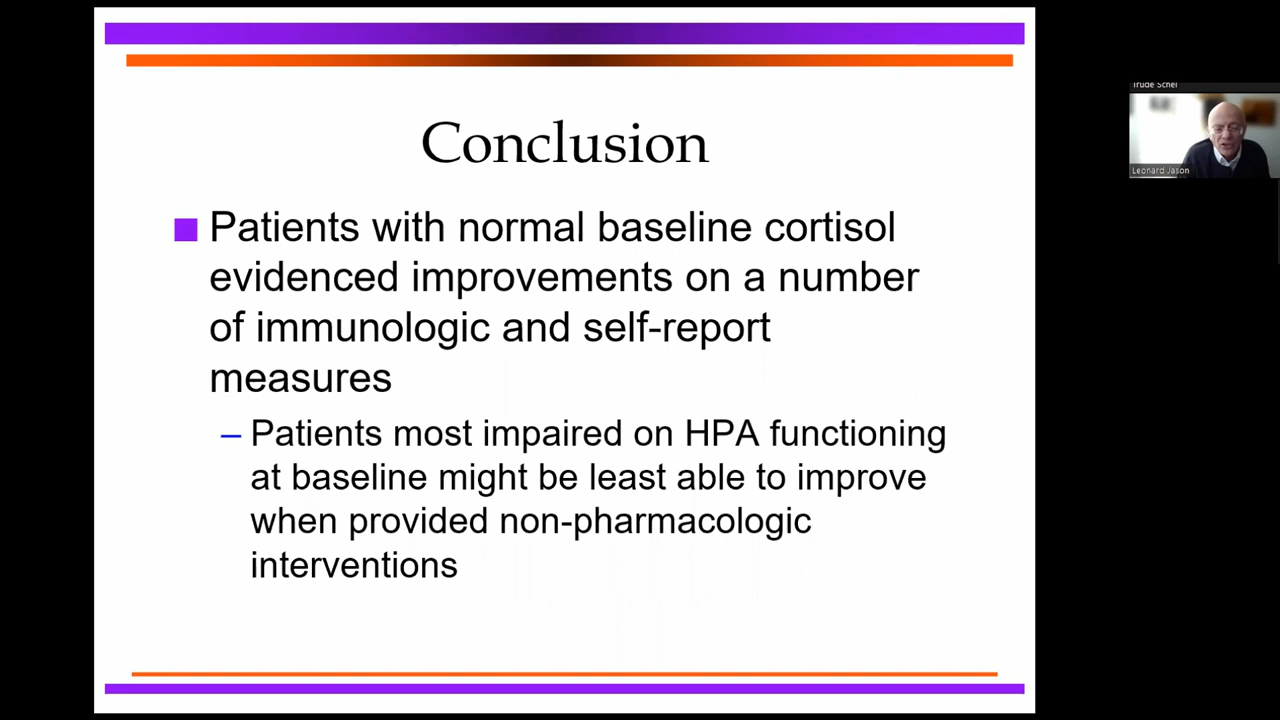 Conclusion
Patients with normal baseline cortisol
evidenced improvements on a number
of immunologic and self-report
measures
– Patients most impaired on HPA functioning
at baseline might be least able to improve
when provided non-pharmacologic
interventions
Trude Schei
Leonard Jason